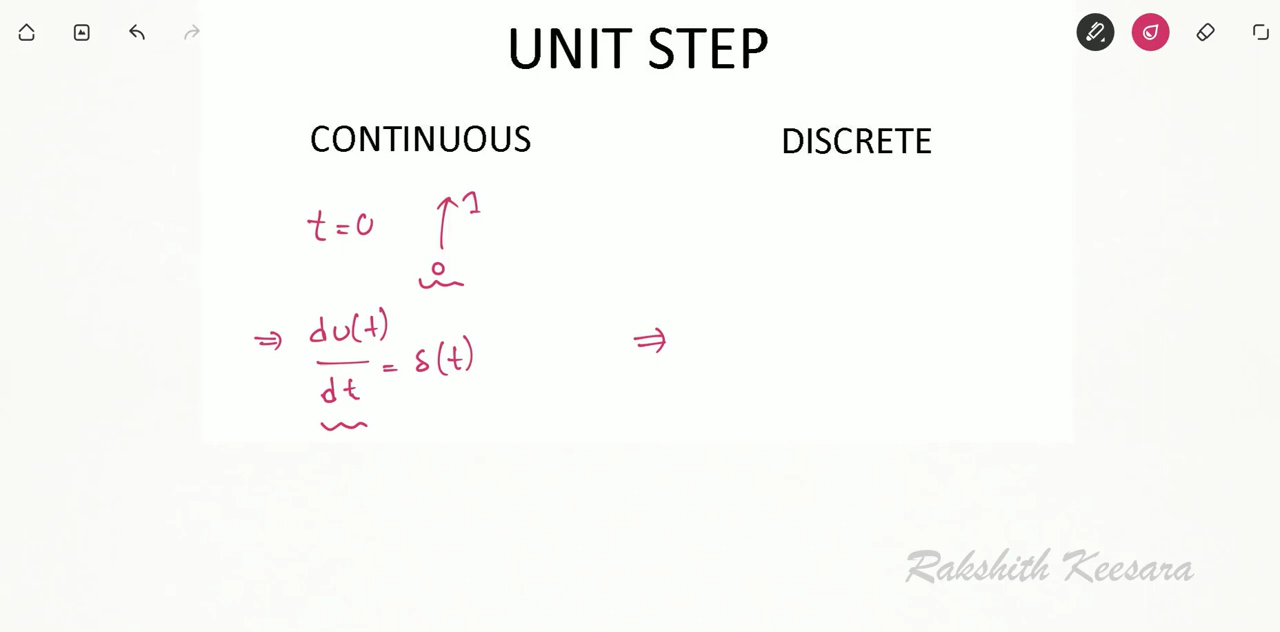 UNIT STEP
CONTINUOUS
DISCRETE
t = 0
1
0
⇒ du(t)
dt = δ(t)
⇒
Rakshith Keesara